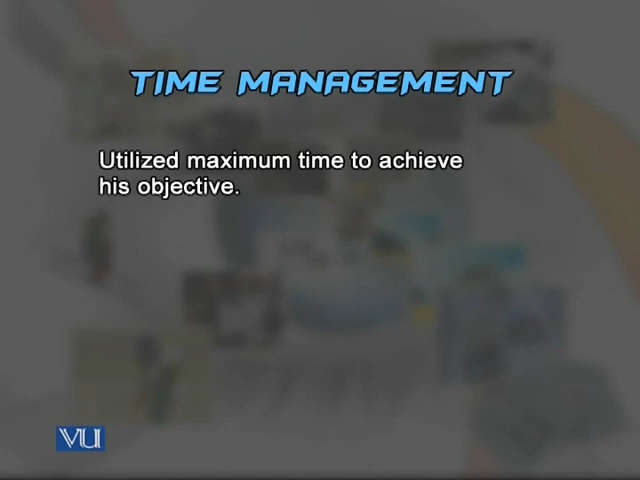 TIME MANAGEMENT
Utilized maximum time to achieve
his objective.
VU